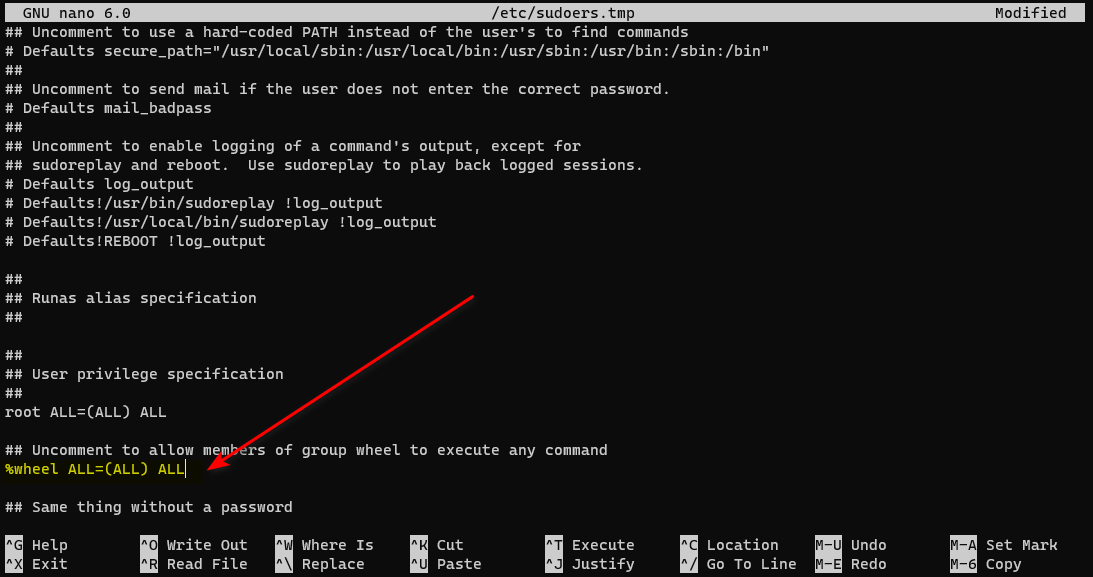 GNU nano 6.0 /etc/sudoers.tmp Modified
## Uncomment to use a hard-coded PATH instead of the user's to find commands
# Defaults secure_path="/usr/local/sbin:/usr/local/bin:/usr/sbin:/usr/bin:/sbin:/bin"
##
## Uncomment to send mail if the user does not enter the correct password.
# Defaults mail_badpass
##
## Uncomment to enable logging of a command's output, except for
## sudoreplay and reboot.  Use sudoreplay to play back logged sessions.
# Defaults log_output
# Defaults!/usr/bin/sudoreplay !log_output
# Defaults!/usr/local/bin/sudoreplay !log_output
# Defaults!REBOOT !log_output
##
## Runas alias specification
##
##
## User privilege specification
##
root ALL=(ALL) ALL
## Uncomment to allow members of group wheel to execute any command
%wheel ALL=(ALL) ALL
## Same thing without a password
^G Help ^O Write Out ^W Where Is ^K Cut ^T Execute ^C Location M-U Undo M-A Set Mark
^X Exit ^R Read File ^\ Replace ^U Paste ^J Justify ^/ Go To Line M-E Redo M-6 Copy